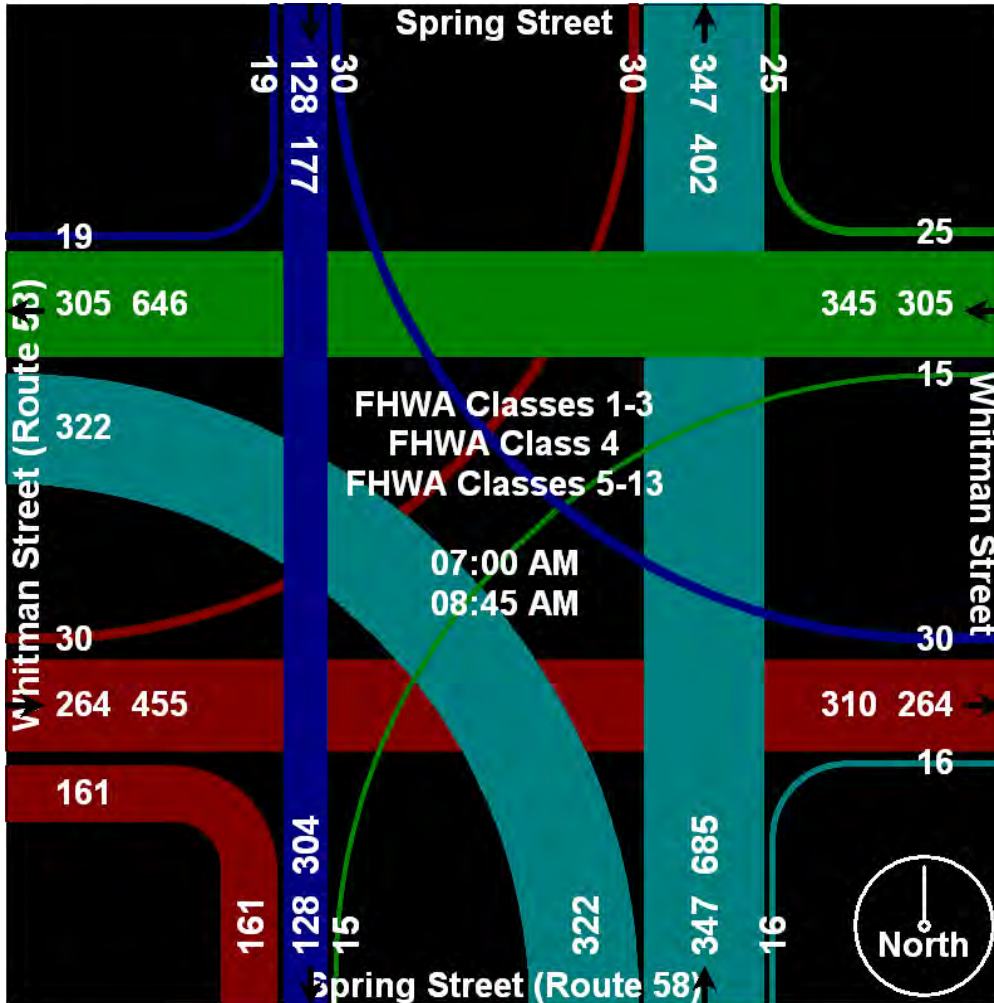 Spring Street
19
128 177
30
30
347 402
25
19
25
305 646
345 305
15
322
Whitman Street (Route 58)
Whitman Street
FHWA Classes 1-3
FHWA Class 4
FHWA Classes 5-13
07:00 AM
08:45 AM
30
30
264 455
310 264
161
16
161
128 304
15
322
347 685
16
North
Spring Street (Route 58)